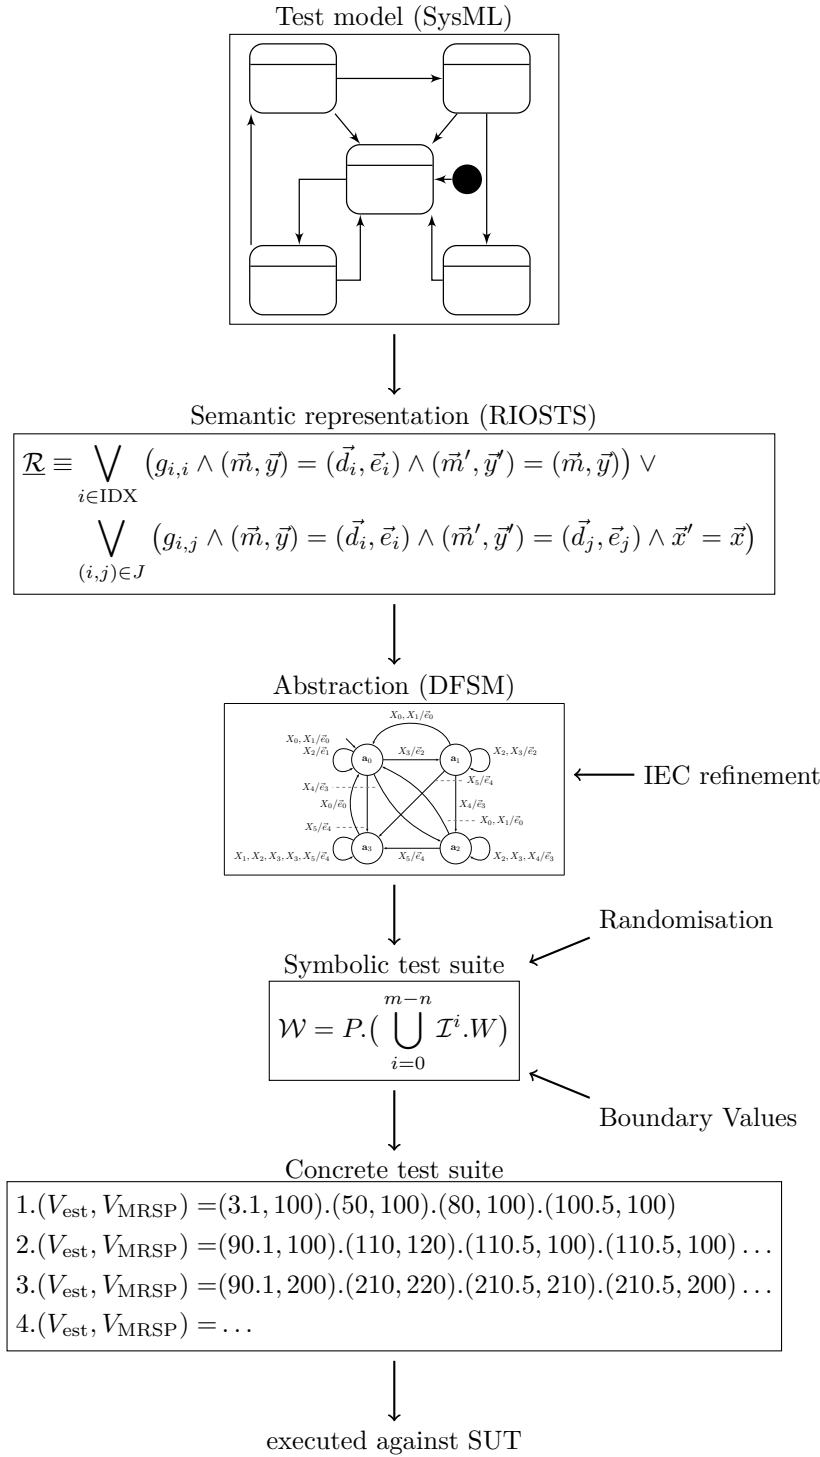 Test model (SysML)
Semantic representation (RIOSTS)
$\underline{\mathcal{R}} \equiv \bigvee_{i \in \mathrm{IDX}} \big(g_{i,i} \wedge (\vec{m}, \vec{y}) = (\vec{d}_i, \vec{e}_i) \wedge (\vec{m}', \vec{y}') = (\vec{m}, \vec{y})\big) \vee$
$\bigvee_{(i,j) \in J} \big(g_{i,j} \wedge (\vec{m}, \vec{y}) = (\vec{d}_i, \vec{e}_i) \wedge (\vec{m}', \vec{y}') = (\vec{d}_j, \vec{e}_j) \wedge \vec{x}' = \vec{x}\big)$
Abstraction (DFSM)
$X_0, X_1/\vec{e}_0$
$X_0, X_1/\vec{e}_0$
$X_2/\vec{e}_1$
$\mathbf{a}_0$
$X_3/\vec{e}_2$
$\mathbf{a}_1$
$X_2, X_3/\vec{e}_2$
$X_4/\vec{e}_3$
$X_5/\vec{e}_4$
$X_0/\vec{e}_0$
$X_4/\vec{e}_3$
$X_5/\vec{e}_4$
$X_0, X_1/\vec{e}_0$
$X_1, X_2, X_3, X_3, X_5/\vec{e}_4$
$\mathbf{a}_3$
$X_5/\vec{e}_4$
$\mathbf{a}_2$
$X_2, X_3, X_4/\vec{e}_3$
IEC refinement
Randomisation
Symbolic test suite
$\mathcal{W} = P.\big(\bigcup_{i=0}^{m-n} \mathcal{I}^i.W\big)$
Boundary Values
Concrete test suite
1.$(V_{\mathrm{est}}, V_{\mathrm{MRSP}})$ =(3.1, 100).(50, 100).(80, 100).(100.5, 100)
2.$(V_{\mathrm{est}}, V_{\mathrm{MRSP}})$ =(90.1, 100).(110, 120).(110.5, 100).(110.5, 100) …
3.$(V_{\mathrm{est}}, V_{\mathrm{MRSP}})$ =(90.1, 200).(210, 220).(210.5, 210).(210.5, 200) …
4.$(V_{\mathrm{est}}, V_{\mathrm{MRSP}})$ =…
executed against SUT